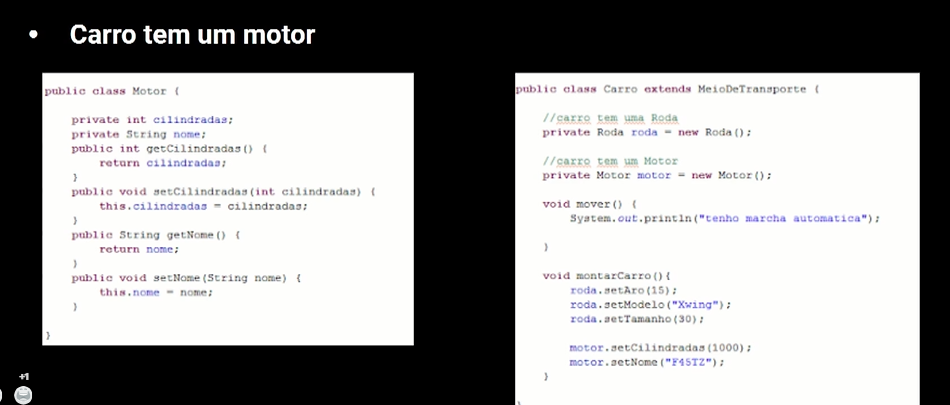 • Carro tem um motor
public class Motor {
private int cilindradas;
private String nome;
public int getCilindradas() {
return cilindradas;
}
public void setCilindradas(int cilindradas) {
this.cilindradas = cilindradas;
}
public String getNome() {
return nome;
}
public void setNome(String nome) {
this.nome = nome;
}
}
public class Carro extends MeioDeTransporte {
//carro tem uma Roda
private Roda roda = new Roda();
//carro tem um Motor
private Motor motor = new Motor();
void mover() {
System.out.println("tenho marcha automatica");
}
void montarCarro(){
roda.setAro(15);
roda.setModelo("Xwing");
roda.setTamanho(30);
motor.setCilindradas(1000);
motor.setNome("F45TZ");
}
}
+1